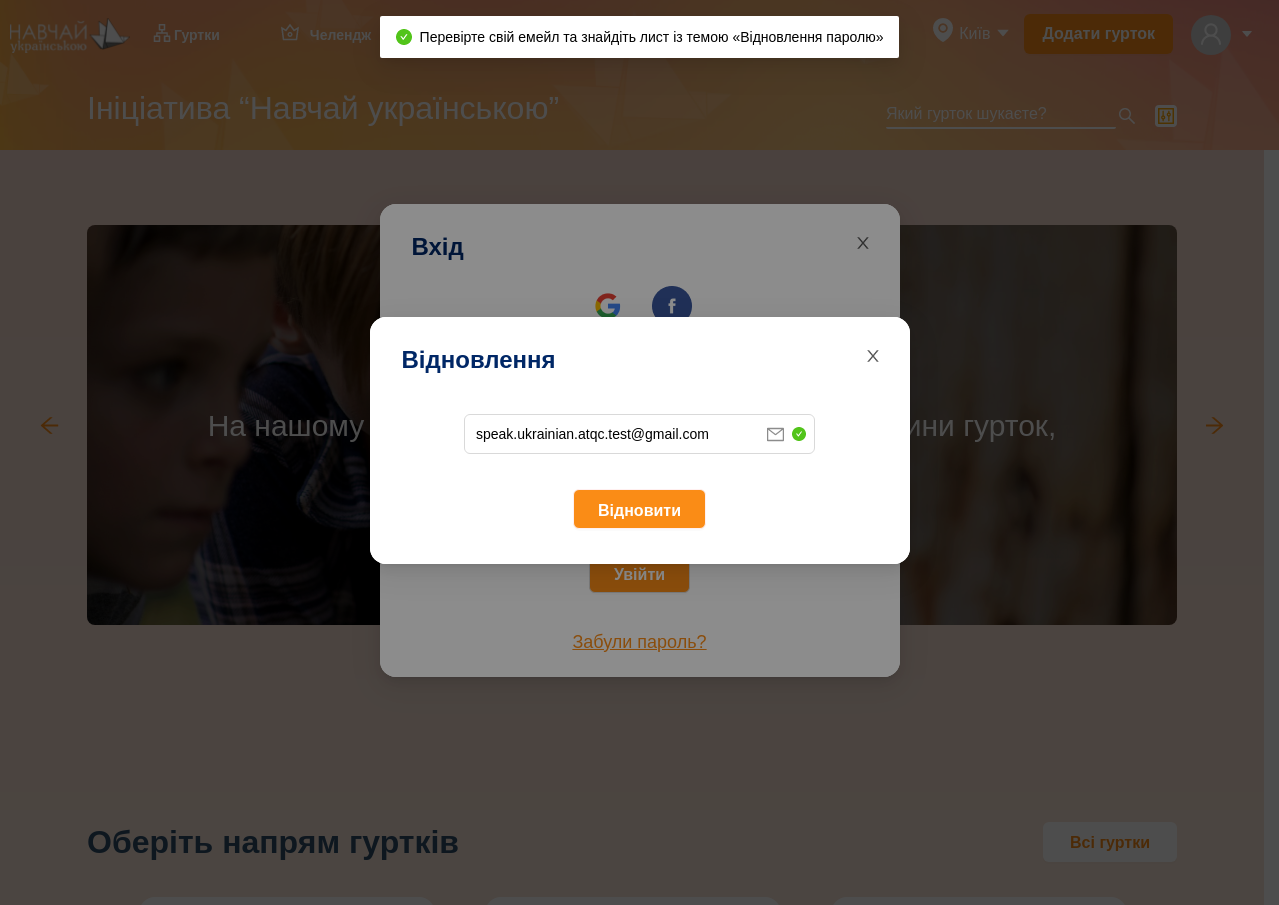 НАВЧАЙ
українською
Гуртки
Челендж
Перевірте свій емейл та знайдіть лист із темою «Відновлення паролю»
Київ
Додати гурток
Ініціатива “Навчай українською”
Який гурток шукаєте?
Вхід
Відновлення
На нашому
ини гурток,
speak.ukrainian.atqc.test@gmail.com
Відновити
Увійти
Забули пароль?
Оберіть напрям гуртків
Всі гуртки